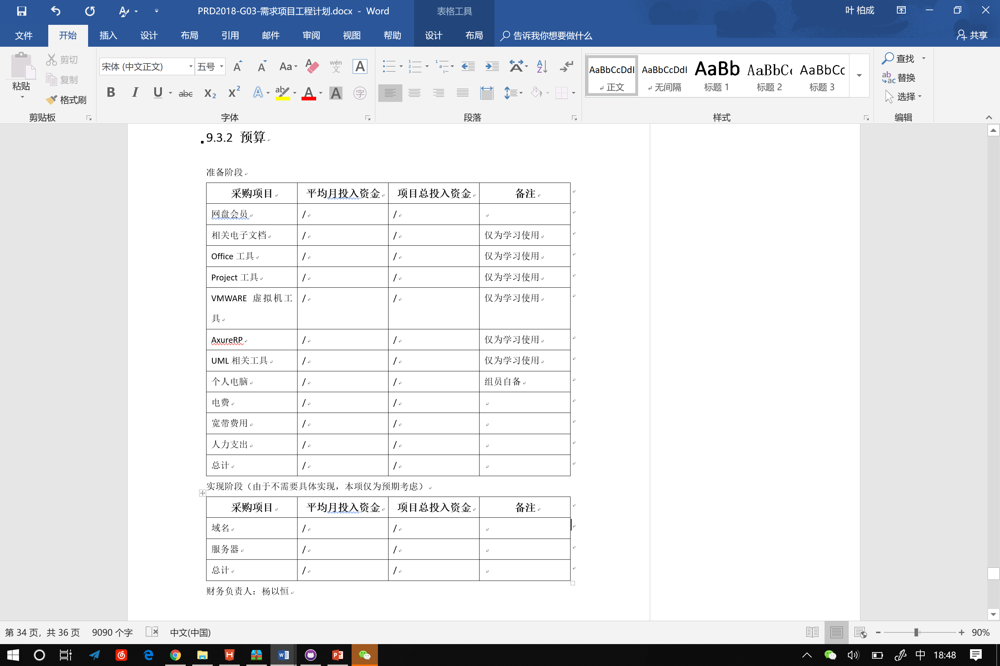 PRD2018-G03-需求项目工程计划.docx - Word
表格工具
叶 柏成
文件 开始 插入 设计 布局 引用 邮件 审阅 视图 帮助 设计 布局 告诉我你想要做什么 共享
粘贴
剪切
复制
格式刷
剪贴板
宋体 (中文正文) 五号
字体
段落
AaBbCcDdI 正文
AaBbCcDdI 无间隔
AaBb 标题 1
AaBbC 标题 2
AaBbCc 标题 3
样式
查找
替换
选择
编辑
9.3.2 预算
准备阶段
采购项目 平均月投入资金 项目总投入资金 备注
网盘会员 / /
相关电子文档 / / 仅为学习使用
Office 工具 / / 仅为学习使用
Project 工具 / / 仅为学习使用
VMWARE 虚拟机工 / / 仅为学习使用
具
AxureRP / / 仅为学习使用
UML 相关工具 / / 仅为学习使用
个人电脑 / / 组员自备
电费 / /
宽带费用 / /
人力支出 / /
总计 / /
实现阶段（由于不需要具体实现，本项仅为预期考虑）
采购项目 平均月投入资金 项目总投入资金 备注
域名 / /
服务器 / /
总计 / /
财务负责人：杨以恒
第 34 页，共 36 页 9090 个字 中文(中国) 90%
中 18:48